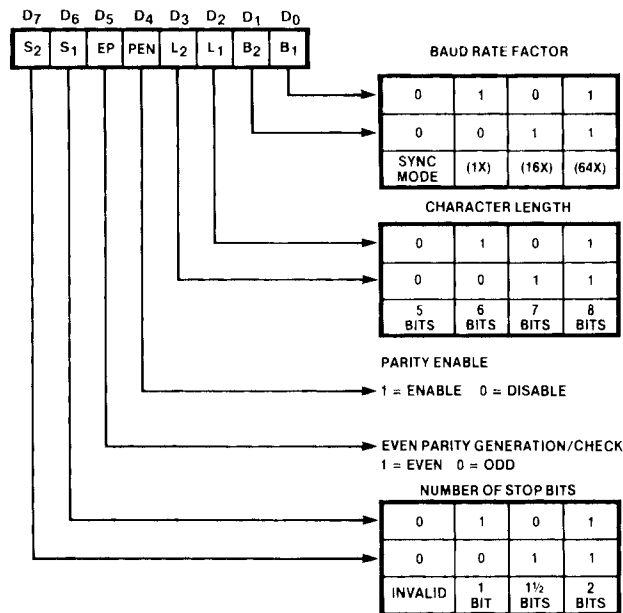 D7 D6 D5 D4 D3 D2 D1 D0
S2 S1 EP PEN L2 L1 B2 B1
BAUD RATE FACTOR
0 1 0 1
0 0 1 1
SYNC MODE (1X) (16X) (64X)
CHARACTER LENGTH
0 1 0 1
0 0 1 1
5 BITS 6 BITS 7 BITS 8 BITS
PARITY ENABLE
1 = ENABLE 0 = DISABLE
EVEN PARITY GENERATION/CHECK
1 = EVEN 0 = ODD
NUMBER OF STOP BITS
0 1 0 1
0 0 1 1
INVALID 1 BIT 1½ BITS 2 BITS